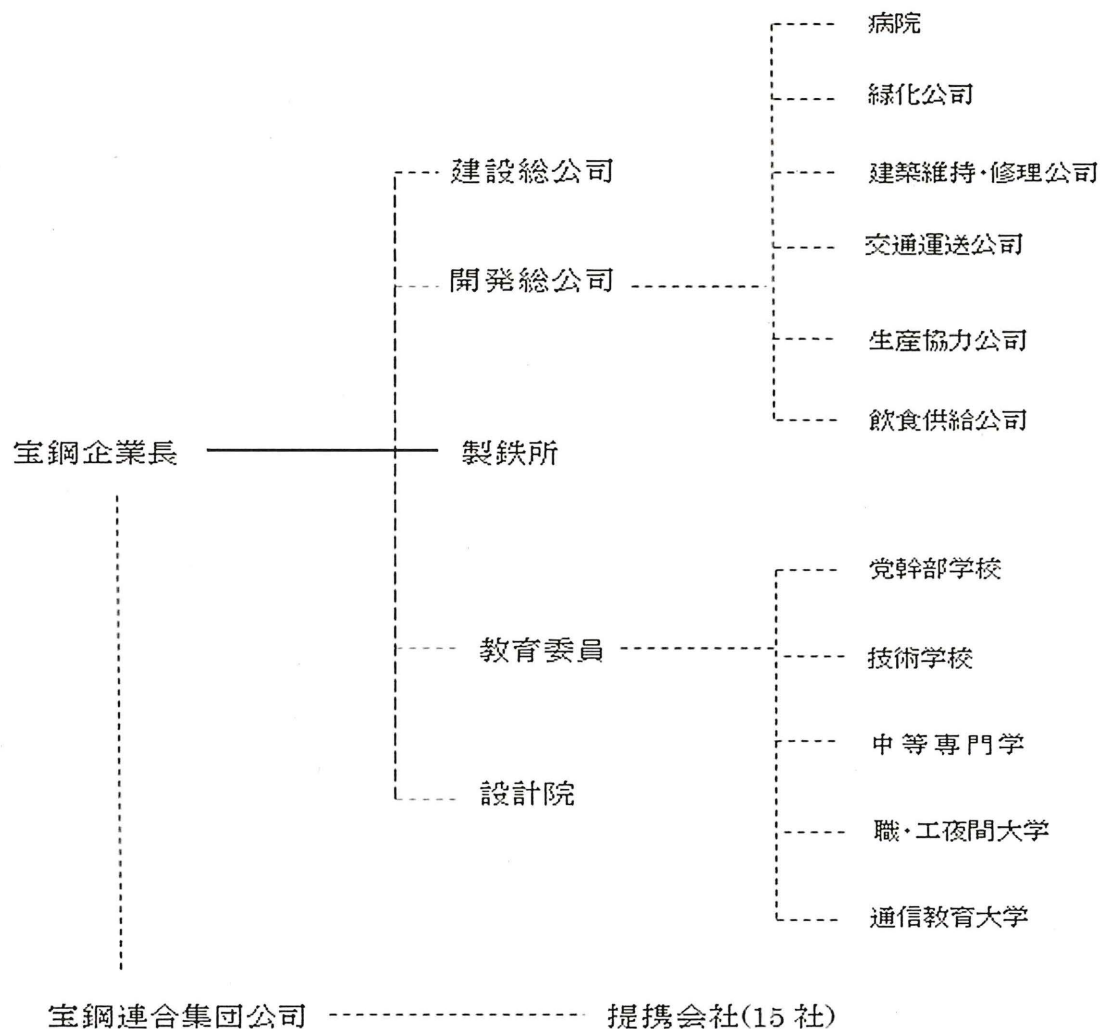 病院
緑化公司
建設総公司
建築維持・修理公司
交通運送公司
開発総公司
生産協力公司
飲食供給公司
宝鋼企業長
製鉄所
党幹部学校
教育委員
技術学校
中等専門学
設計院
職・工夜間大学
通信教育大学
宝鋼連合集団公司
提携会社(15 社)